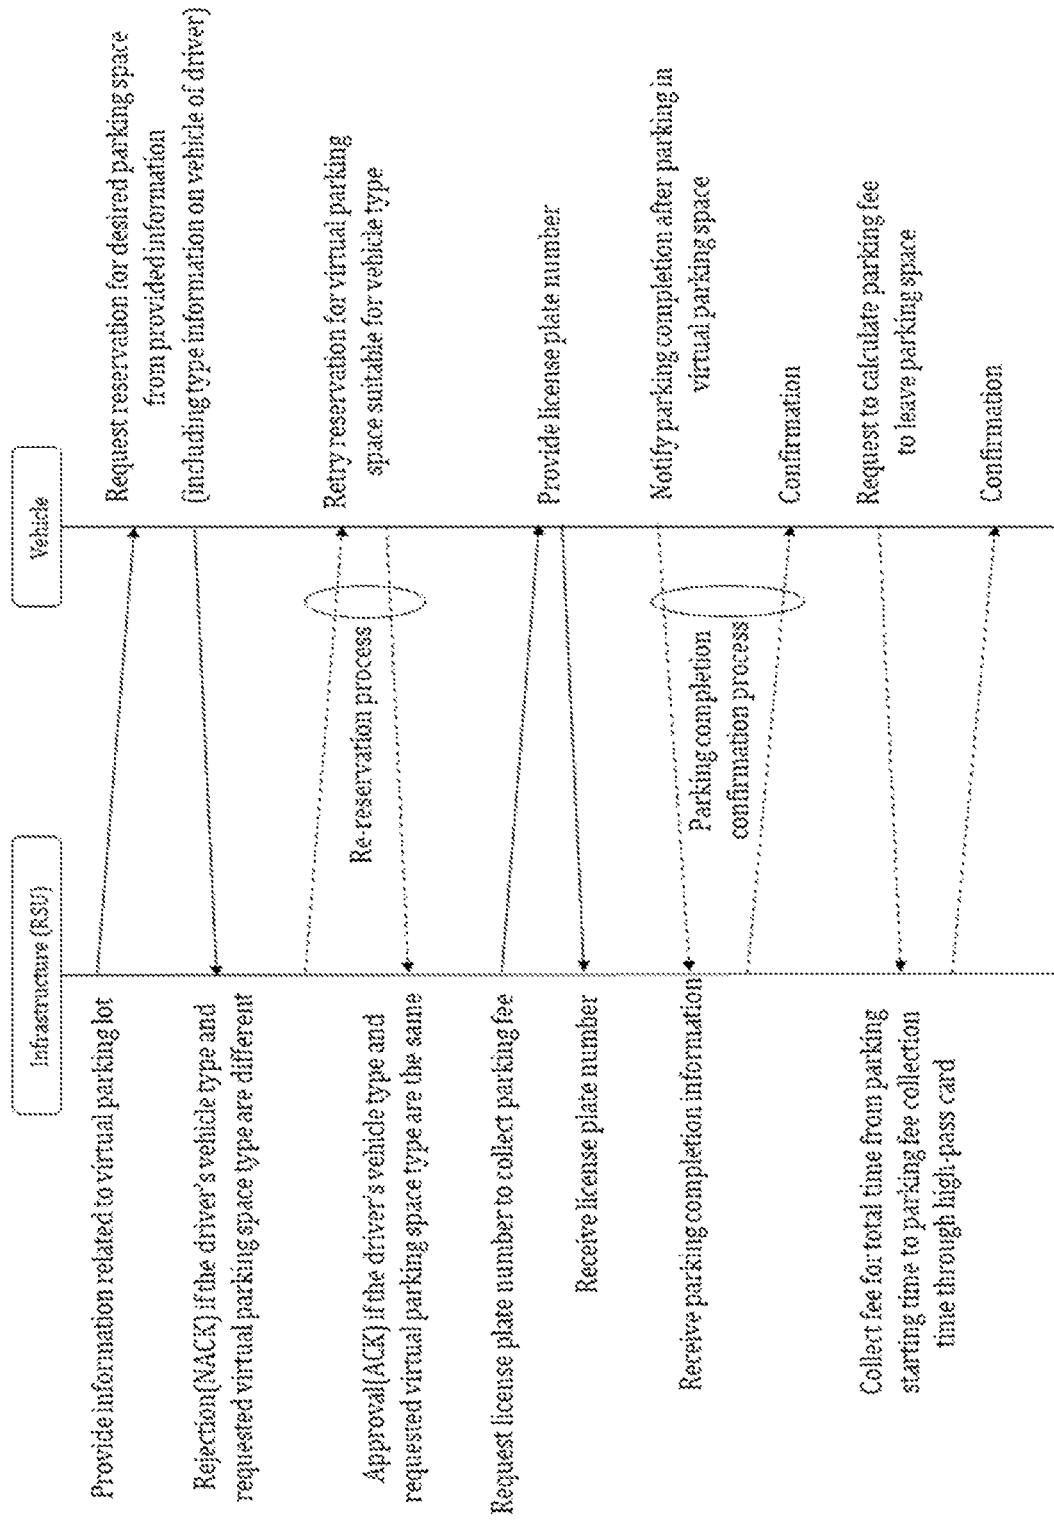 Infrastructure (RSU)
Vehicle
Provide information related to virtual parking lot
Request reservation for desired parking space
from provided information
(including type information on vehicle of driver)
Rejection(NACK) if the driver's vehicle type and
requested virtual parking space type are different
Re-reservation process
Retry reservation for virtual parking
space suitable for vehicle type
Approval(ACK) if the driver's vehicle type and
requested virtual parking space type are the same
Request license plate number to collect parking fee
Provide license plate number
Receive license plate number
Notify parking completion after parking in
virtual parking space
Parking completion
confirmation process
Receive parking completion information
Confirmation
Request to calculate parking fee
to leave parking space
Collect fee for total time from parking
starting time to parking fee collection
time through high-pass card
Confirmation